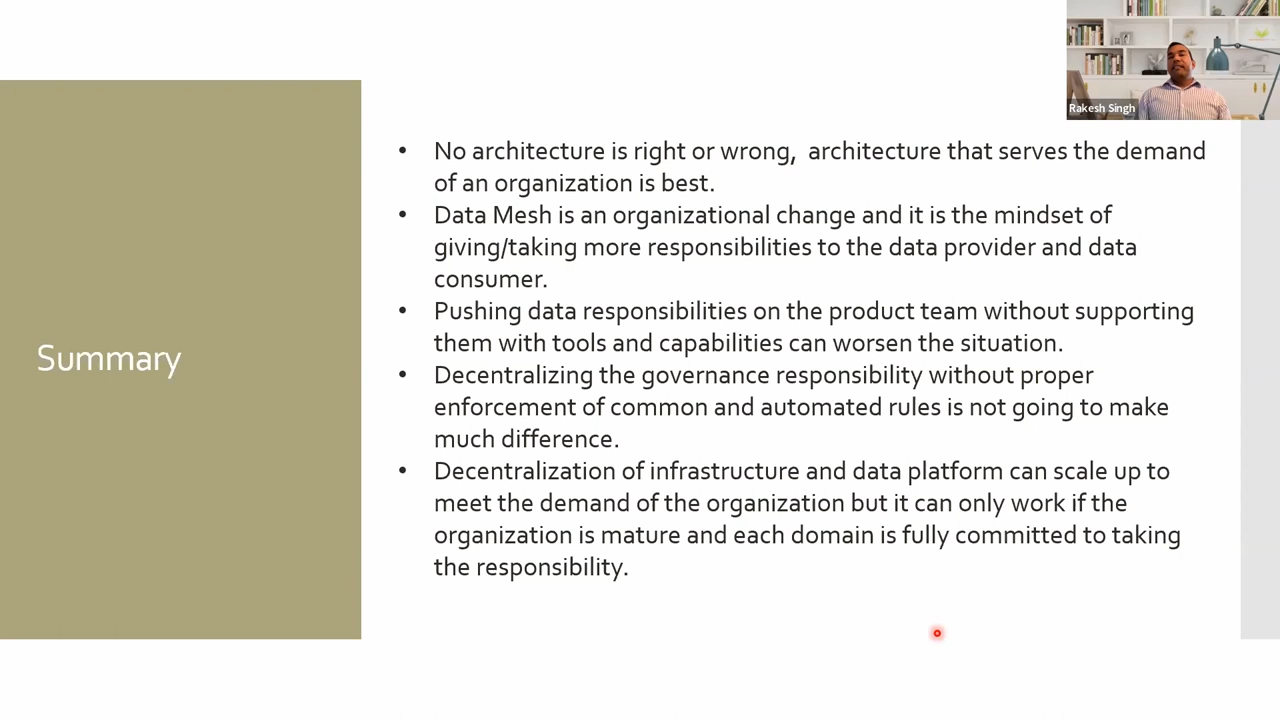 Rakesh Singh
Summary
• No architecture is right or wrong, architecture that serves the demand
of an organization is best.
• Data Mesh is an organizational change and it is the mindset of
giving/taking more responsibilities to the data provider and data
consumer.
• Pushing data responsibilities on the product team without supporting
them with tools and capabilities can worsen the situation.
• Decentralizing the governance responsibility without proper
enforcement of common and automated rules is not going to make
much difference.
• Decentralization of infrastructure and data platform can scale up to
meet the demand of the organization but it can only work if the
organization is mature and each domain is fully committed to taking
the responsibility.